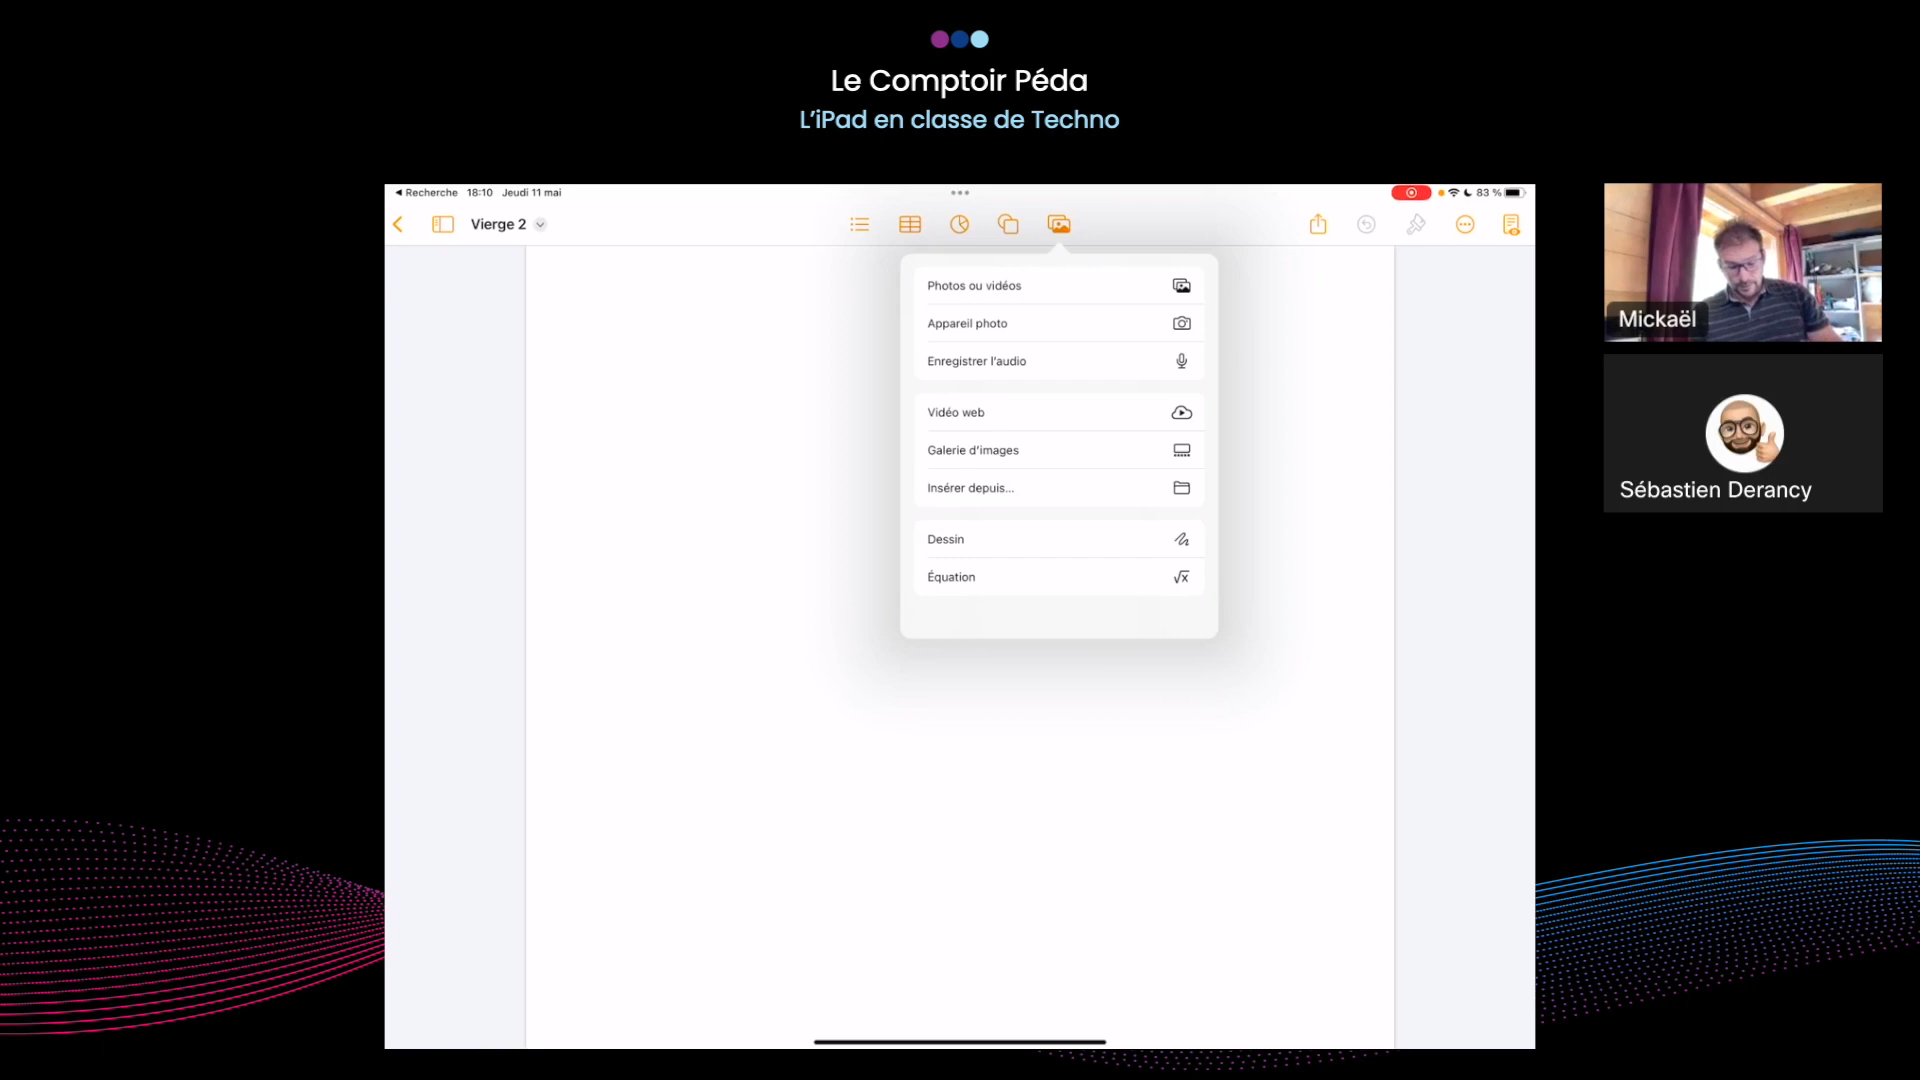 Le Comptoir Péda
L'iPad en classe de Techno
Recherche 18:10 Jeudi 11 mai
83 %
Vierge 2
Photos ou vidéos
Appareil photo
Enregistrer l'audio
Vidéo web
Galerie d'images
Insérer depuis...
Dessin
Équation
√x
Mickaël
Sébastien Derancy